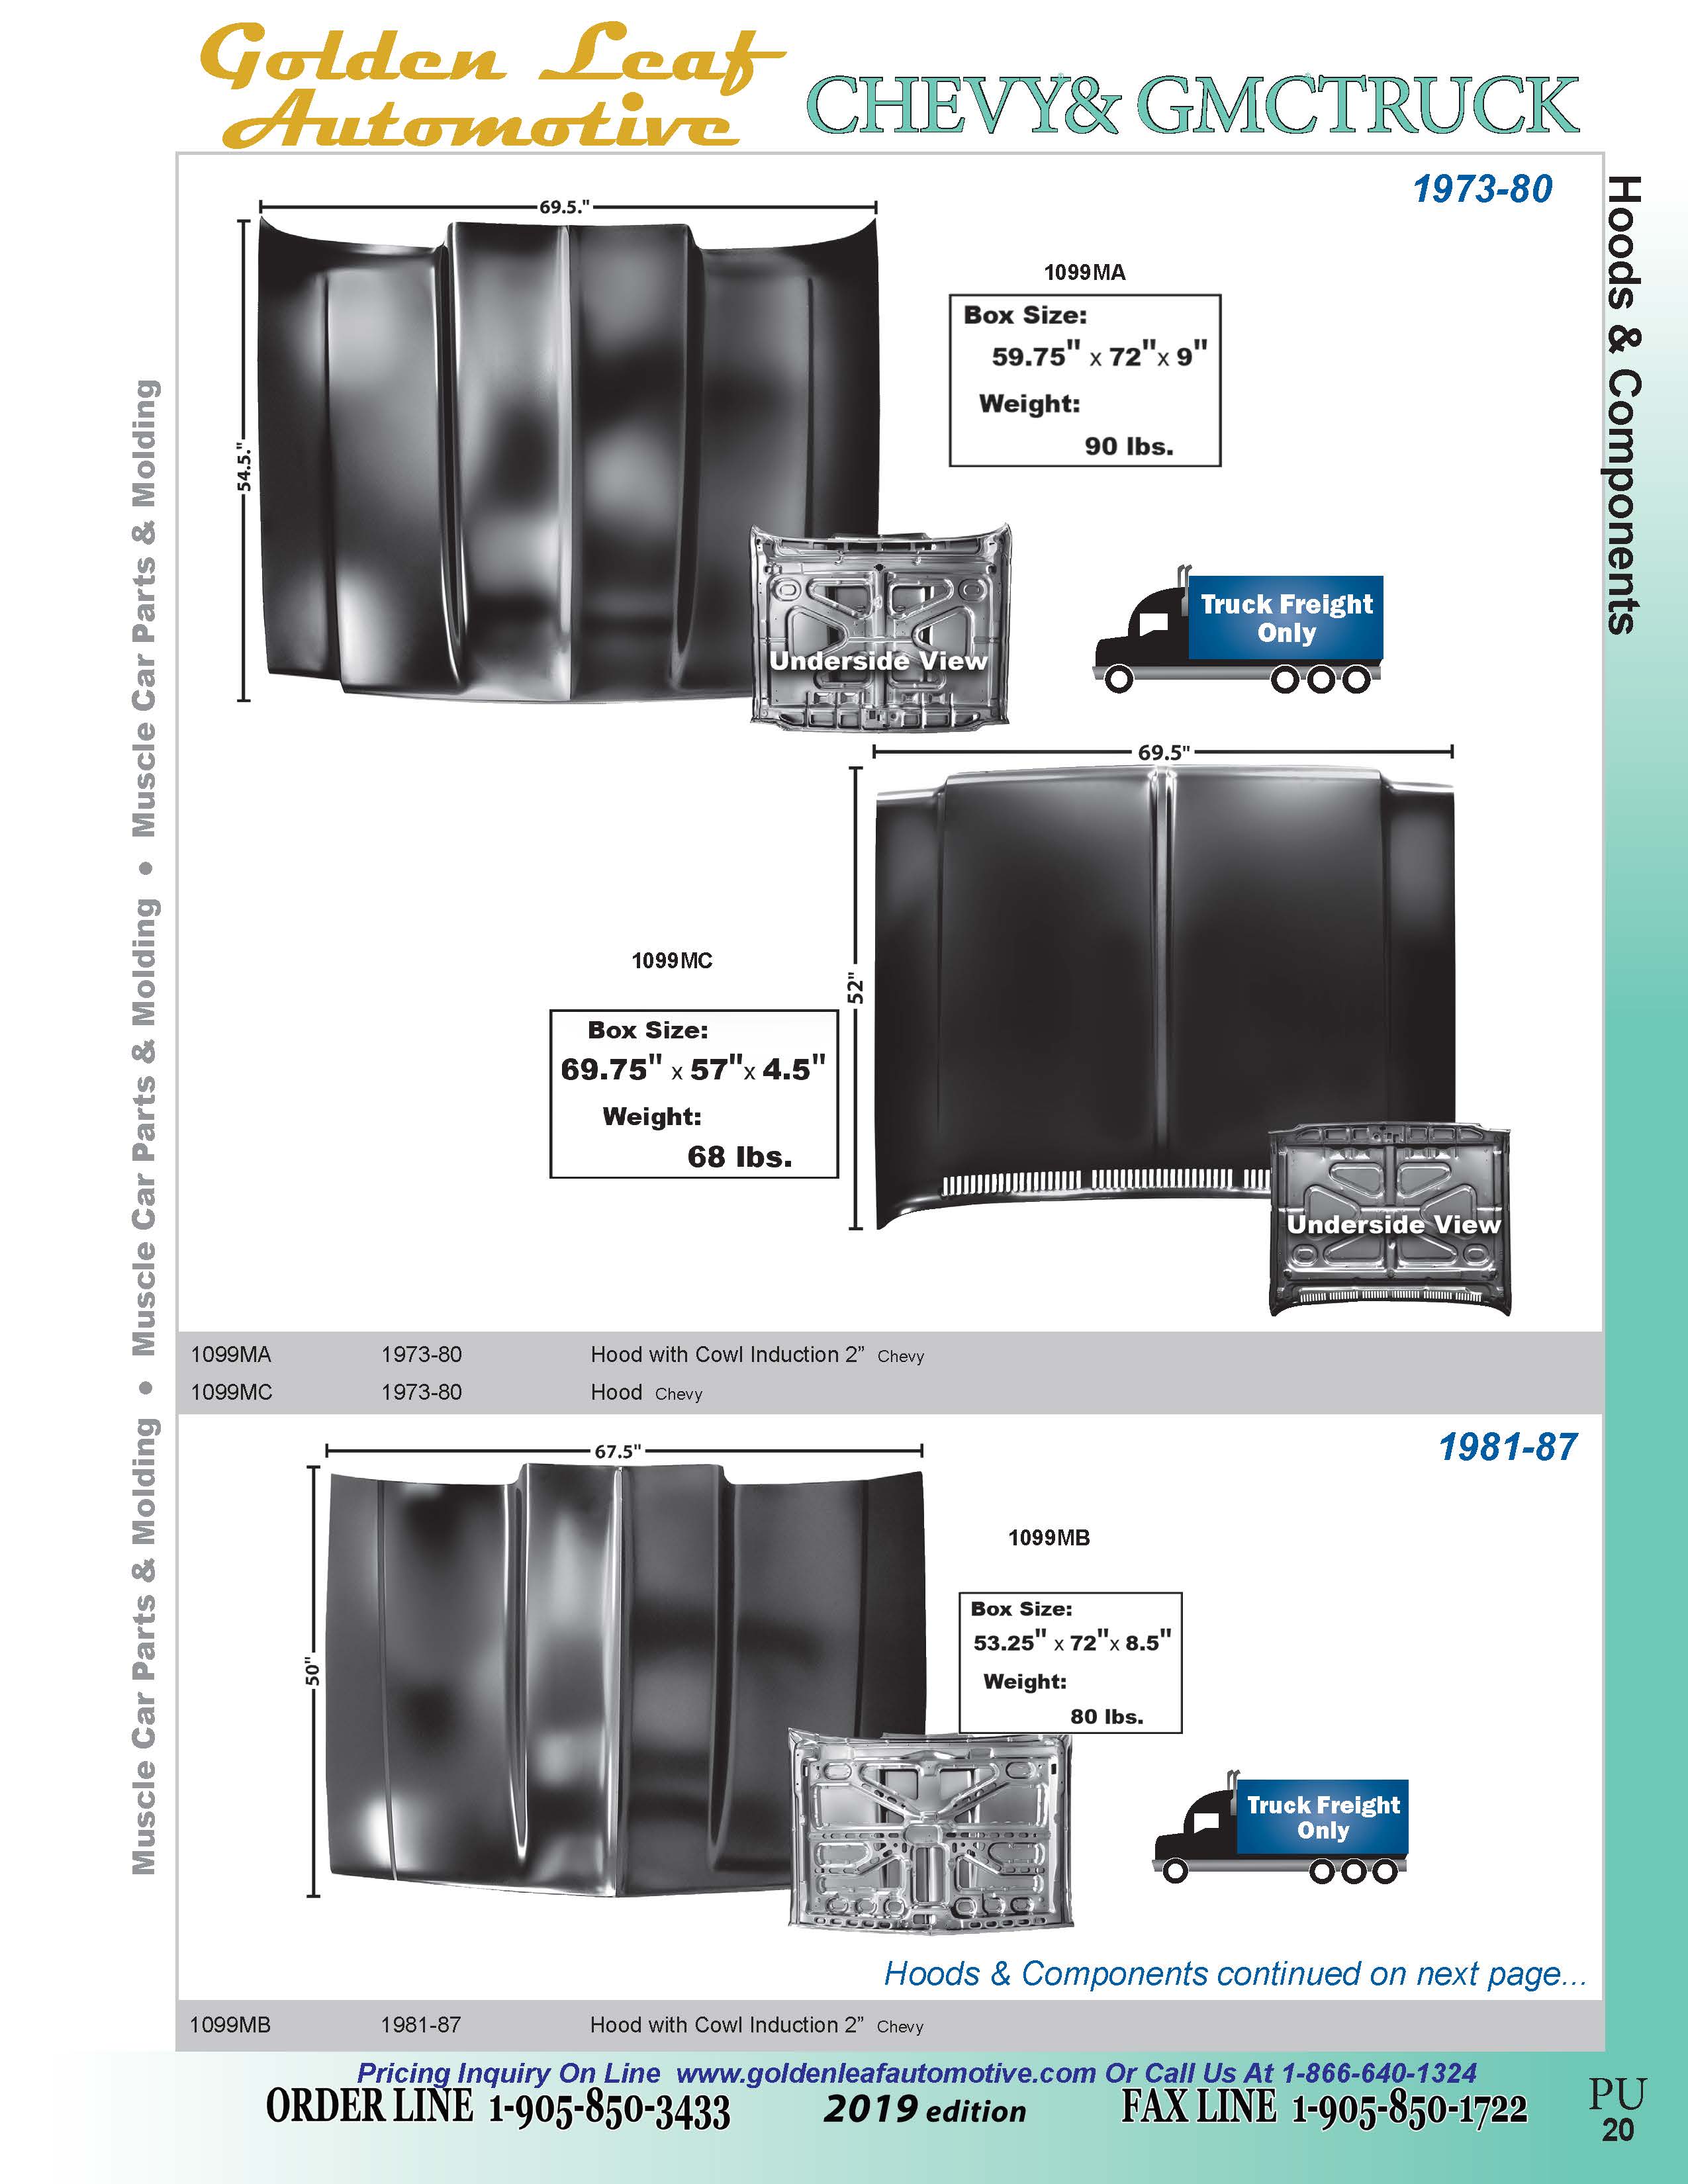 Golden Leaf
Automotive
CHEVY& GMCTRUCK
Hoods & Components
Muscle Car Parts & Molding • Muscle Car Parts & Molding • Muscle Car Parts & Molding
1973-80
69.5."
54.5."
1099MA
Box Size:
59.75" x 72"x 9"
Weight:
90 lbs.
Underside View
Truck Freight
Only
69.5"
52"
1099MC
Box Size:
69.75" x 57"x 4.5"
Weight:
68 lbs.
Underside View
1099MA 1973-80 Hood with Cowl Induction 2” Chevy
1099MC 1973-80 Hood Chevy
1981-87
67.5"
50"
1099MB
Box Size:
53.25" x 72"x 8.5"
Weight:
80 lbs.
Truck Freight
Only
Hoods & Components continued on next page...
1099MB 1981-87 Hood with Cowl Induction 2” Chevy
Pricing Inquiry On Line www.goldenleafautomotive.com Or Call Us At 1-866-640-1324
ORDER LINE 1-905-850-3433 2019 edition FAX LINE 1-905-850-1722
PU
20